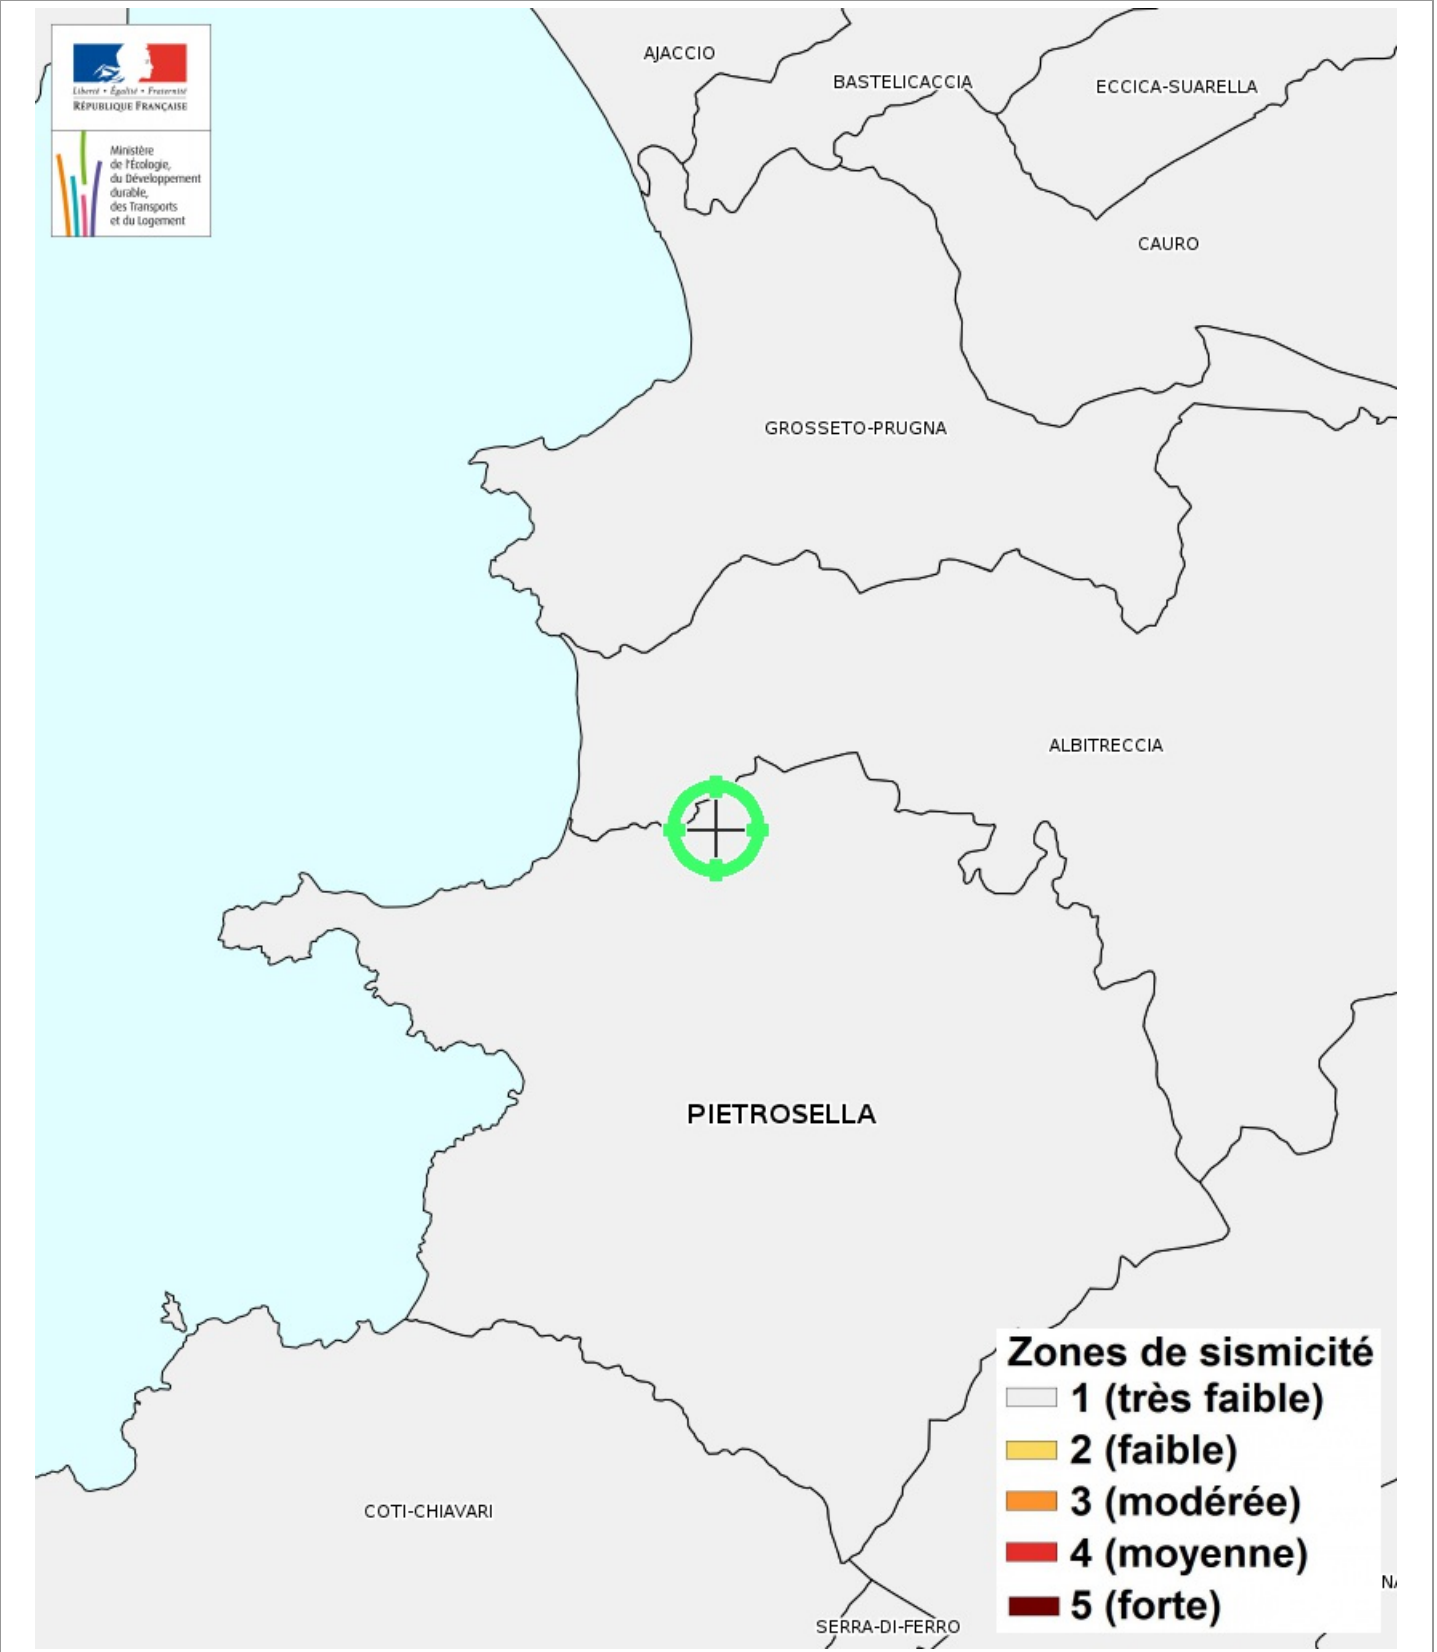 Liberté • Égalité • Fraternité
RÉPUBLIQUE FRANÇAISE
Ministère
de l'Écologie,
du Développement
durable,
des Transports
et du Logement
AJACCIO
BASTELICACCIA
ECCICA-SUARELLA
CAURO
GROSSETO-PRUGNA
ALBITRECCIA
PIETROSELLA
COTI-CHIAVARI
SERRA-DI-FERRO
Zones de sismicité
1 (très faible)
2 (faible)
3 (modérée)
4 (moyenne)
5 (forte)